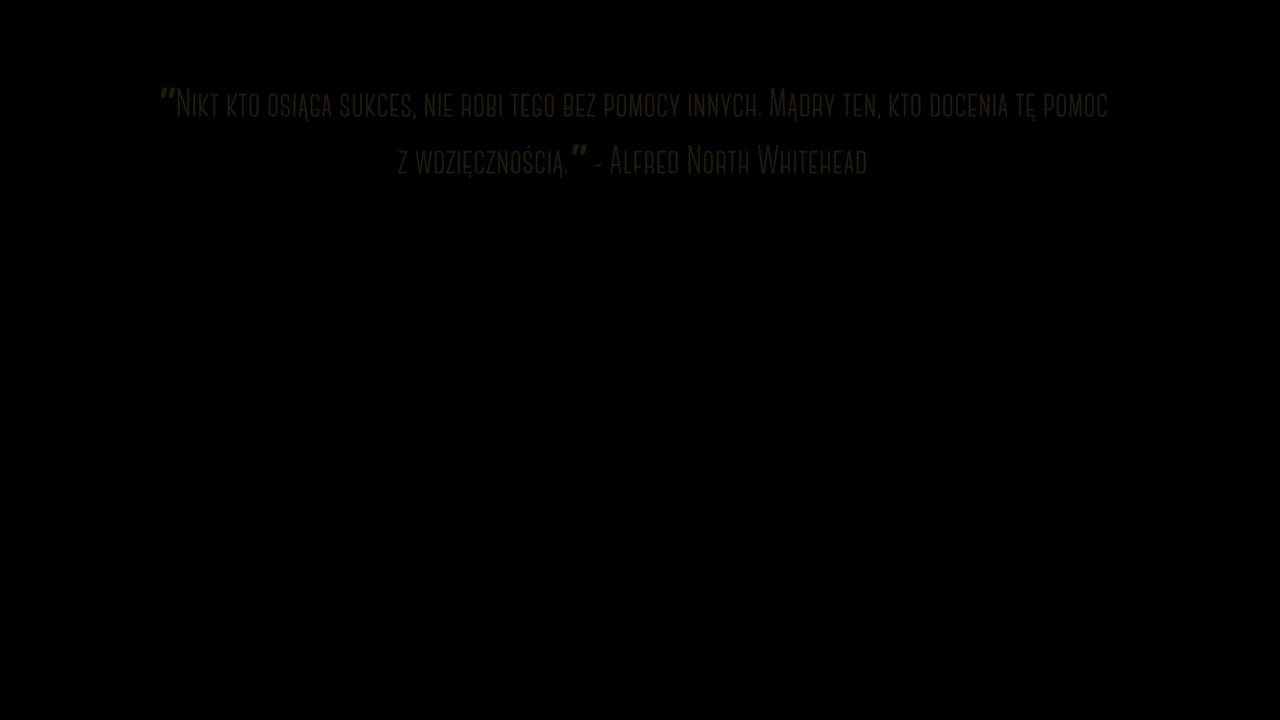 "Nikt kto osiąga sukces, nie robi tego bez pomocy innych. Mądry ten, kto docenia tę pomoc
z wdzięcznością." - Alfred North Whitehead